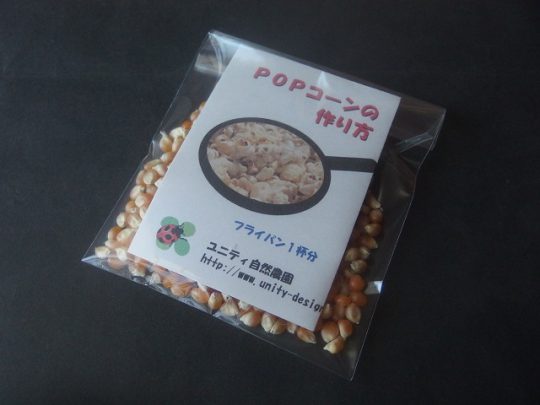 POPコーンの
作り方
フライパン1杯分
ユニティ自然農園
http://www.unity-design